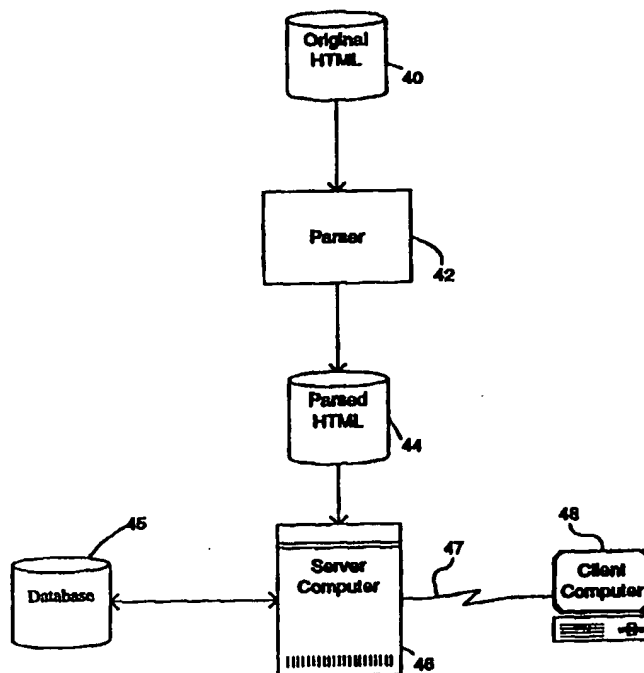 Original
HTML
40
Parser
42
Parsed
HTML
44
45
Database
Server
Computer
46
47
48
Client
Computer